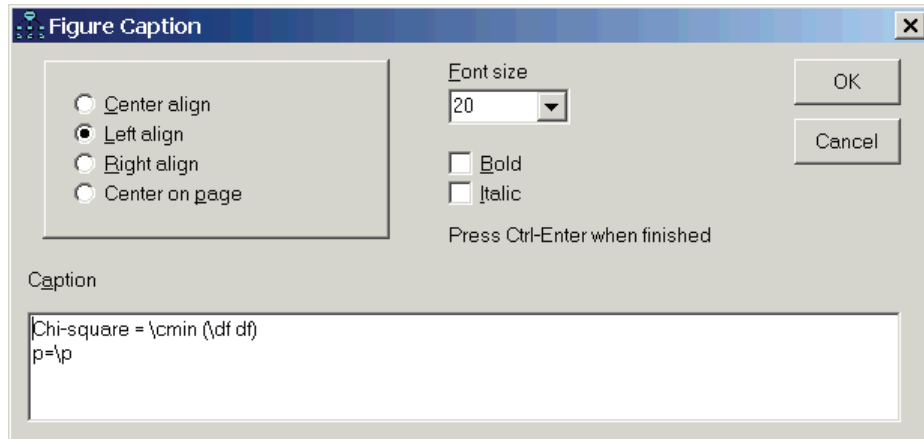 Figure Caption
Center align
Left align
Right align
Center on page
Font size
20
Bold
Italic
Press Ctrl-Enter when finished
OK
Cancel
Caption
Chi-square = \cmin (\df df)
p=\p